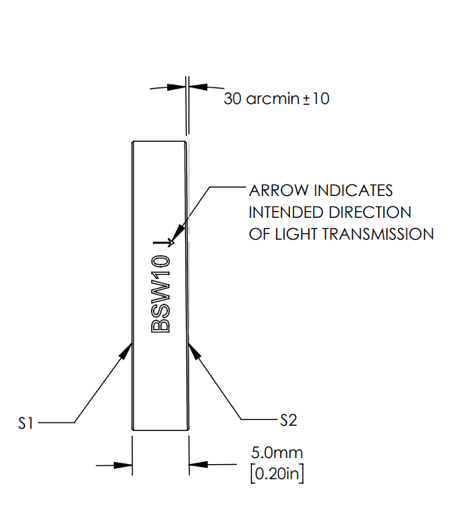 30 arcmin ±10
ARROW INDICATES
INTENDED DIRECTION
OF LIGHT TRANSMISSION
BSW10
S1
S2
5.0mm
[0.20in]